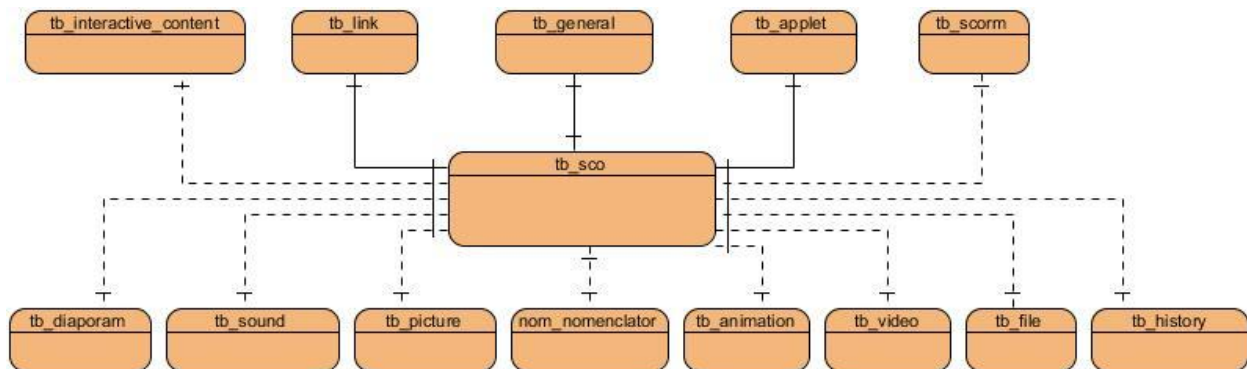 tb_interactive_content
tb_link
tb_general
tb_applet
tb_scorm
tb_sco
tb_diaporam
tb_sound
tb_picture
nom_nomenclator
tb_animation
tb_video
tb_file
tb_history